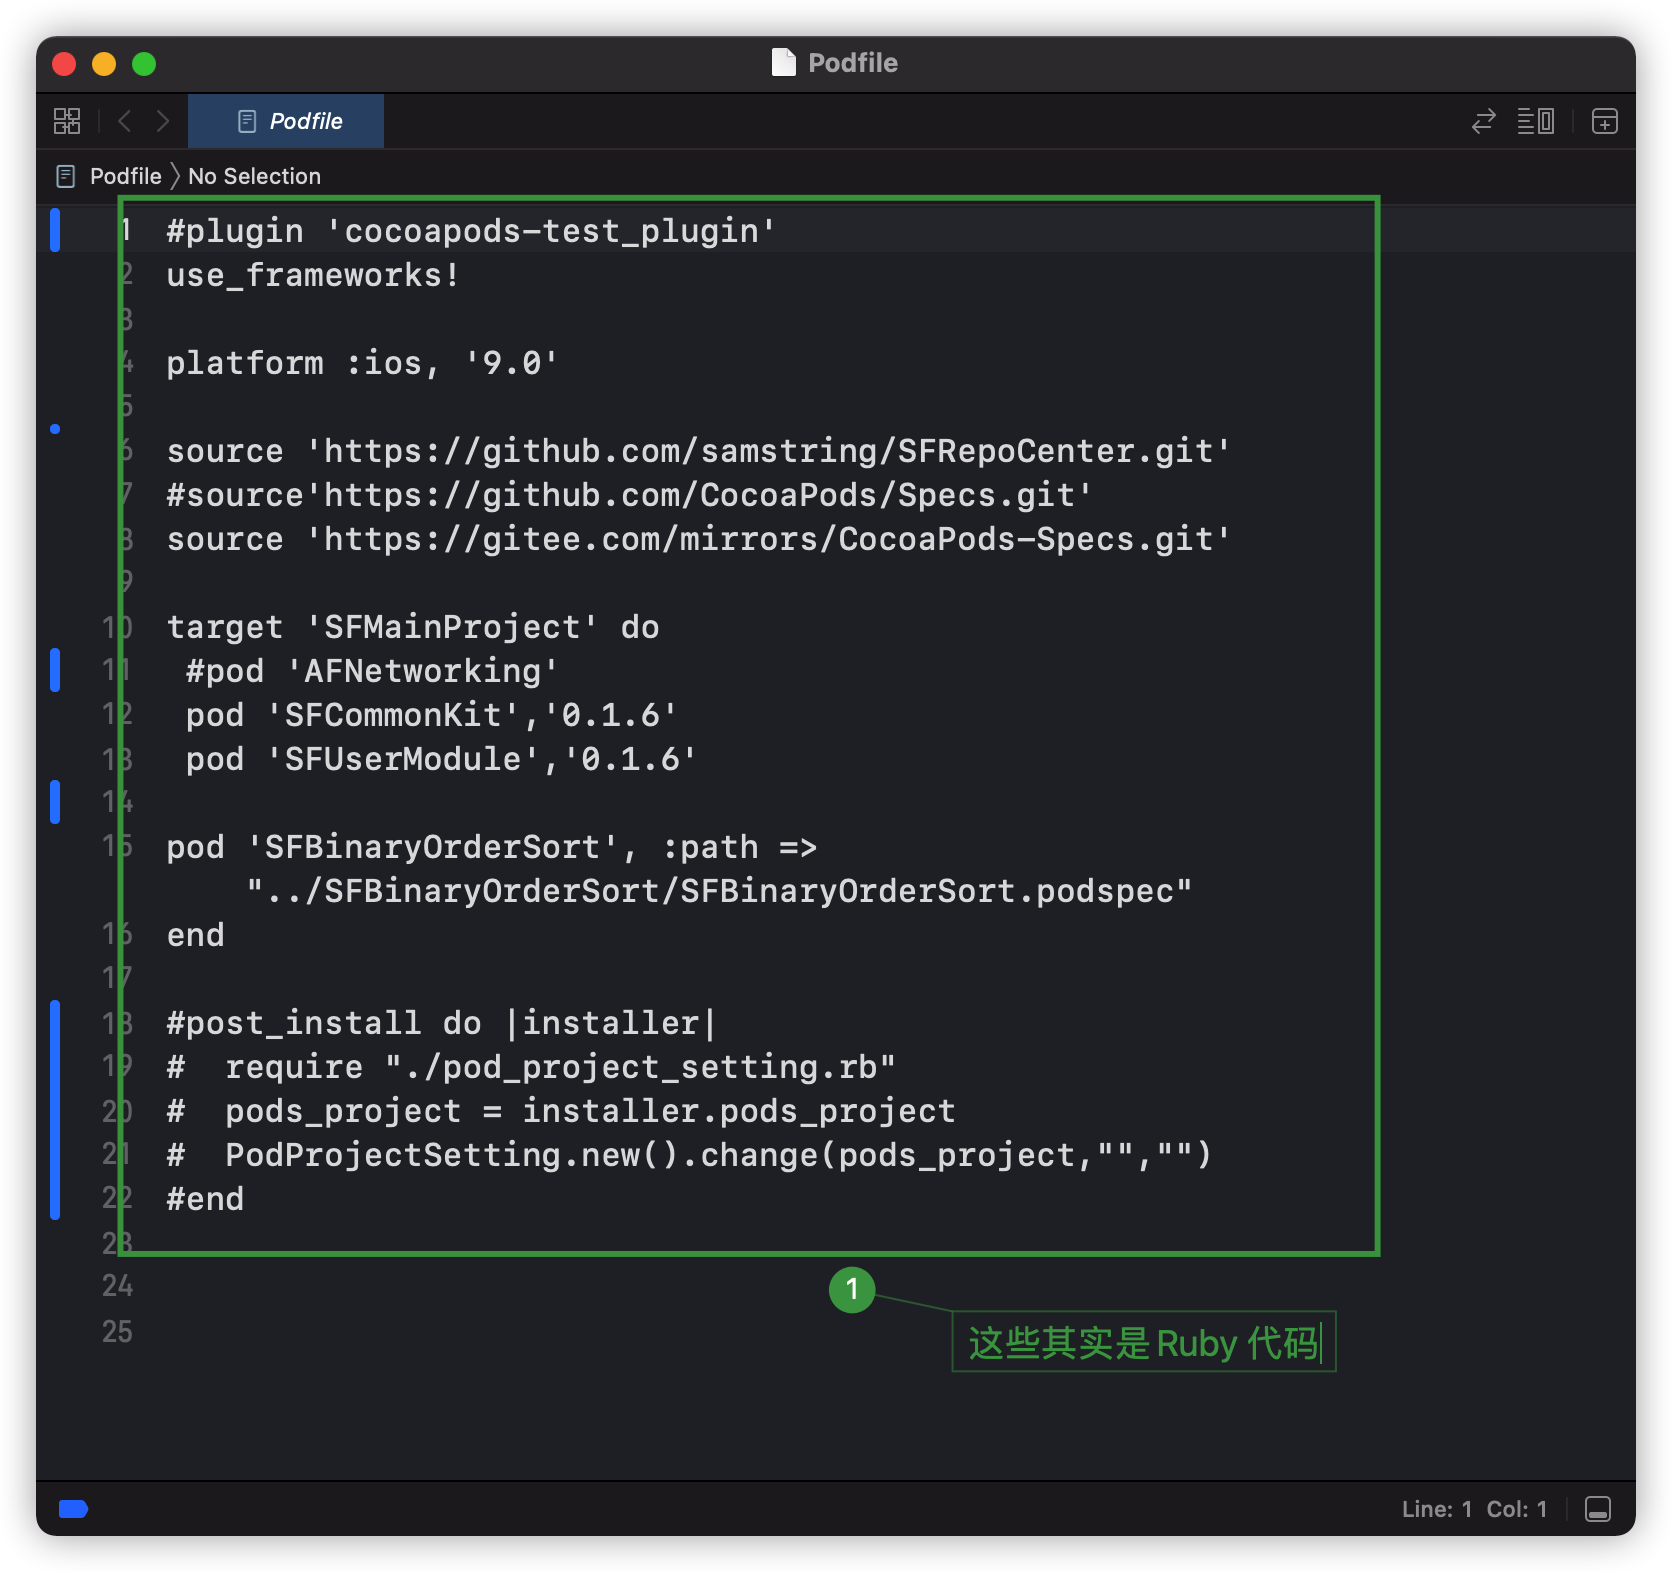 Podfile
Podfile
Podfile 〉 No Selection
1 #plugin 'cocoapods-test_plugin'
2 use_frameworks!
3
4 platform :ios, '9.0'
5
6 source 'https://github.com/samstring/SFRepoCenter.git'
7 #source'https://github.com/CocoaPods/Specs.git'
8 source 'https://gitee.com/mirrors/CocoaPods-Specs.git'
9
10 target 'SFMainProject' do
11  #pod 'AFNetworking'
12  pod 'SFCommonKit','0.1.6'
13  pod 'SFUserModule','0.1.6'
14
15 pod 'SFBinaryOrderSort', :path =>
"../SFBinaryOrderSort/SFBinaryOrderSort.podspec"
16 end
17
18 #post_install do |installer|
19 #  require "./pod_project_setting.rb"
20 #  pods_project = installer.pods_project
21 #  PodProjectSetting.new().change(pods_project,"","")
22 #end
23
24
25
1
这些其实是Ruby 代码
Line: 1 Col: 1